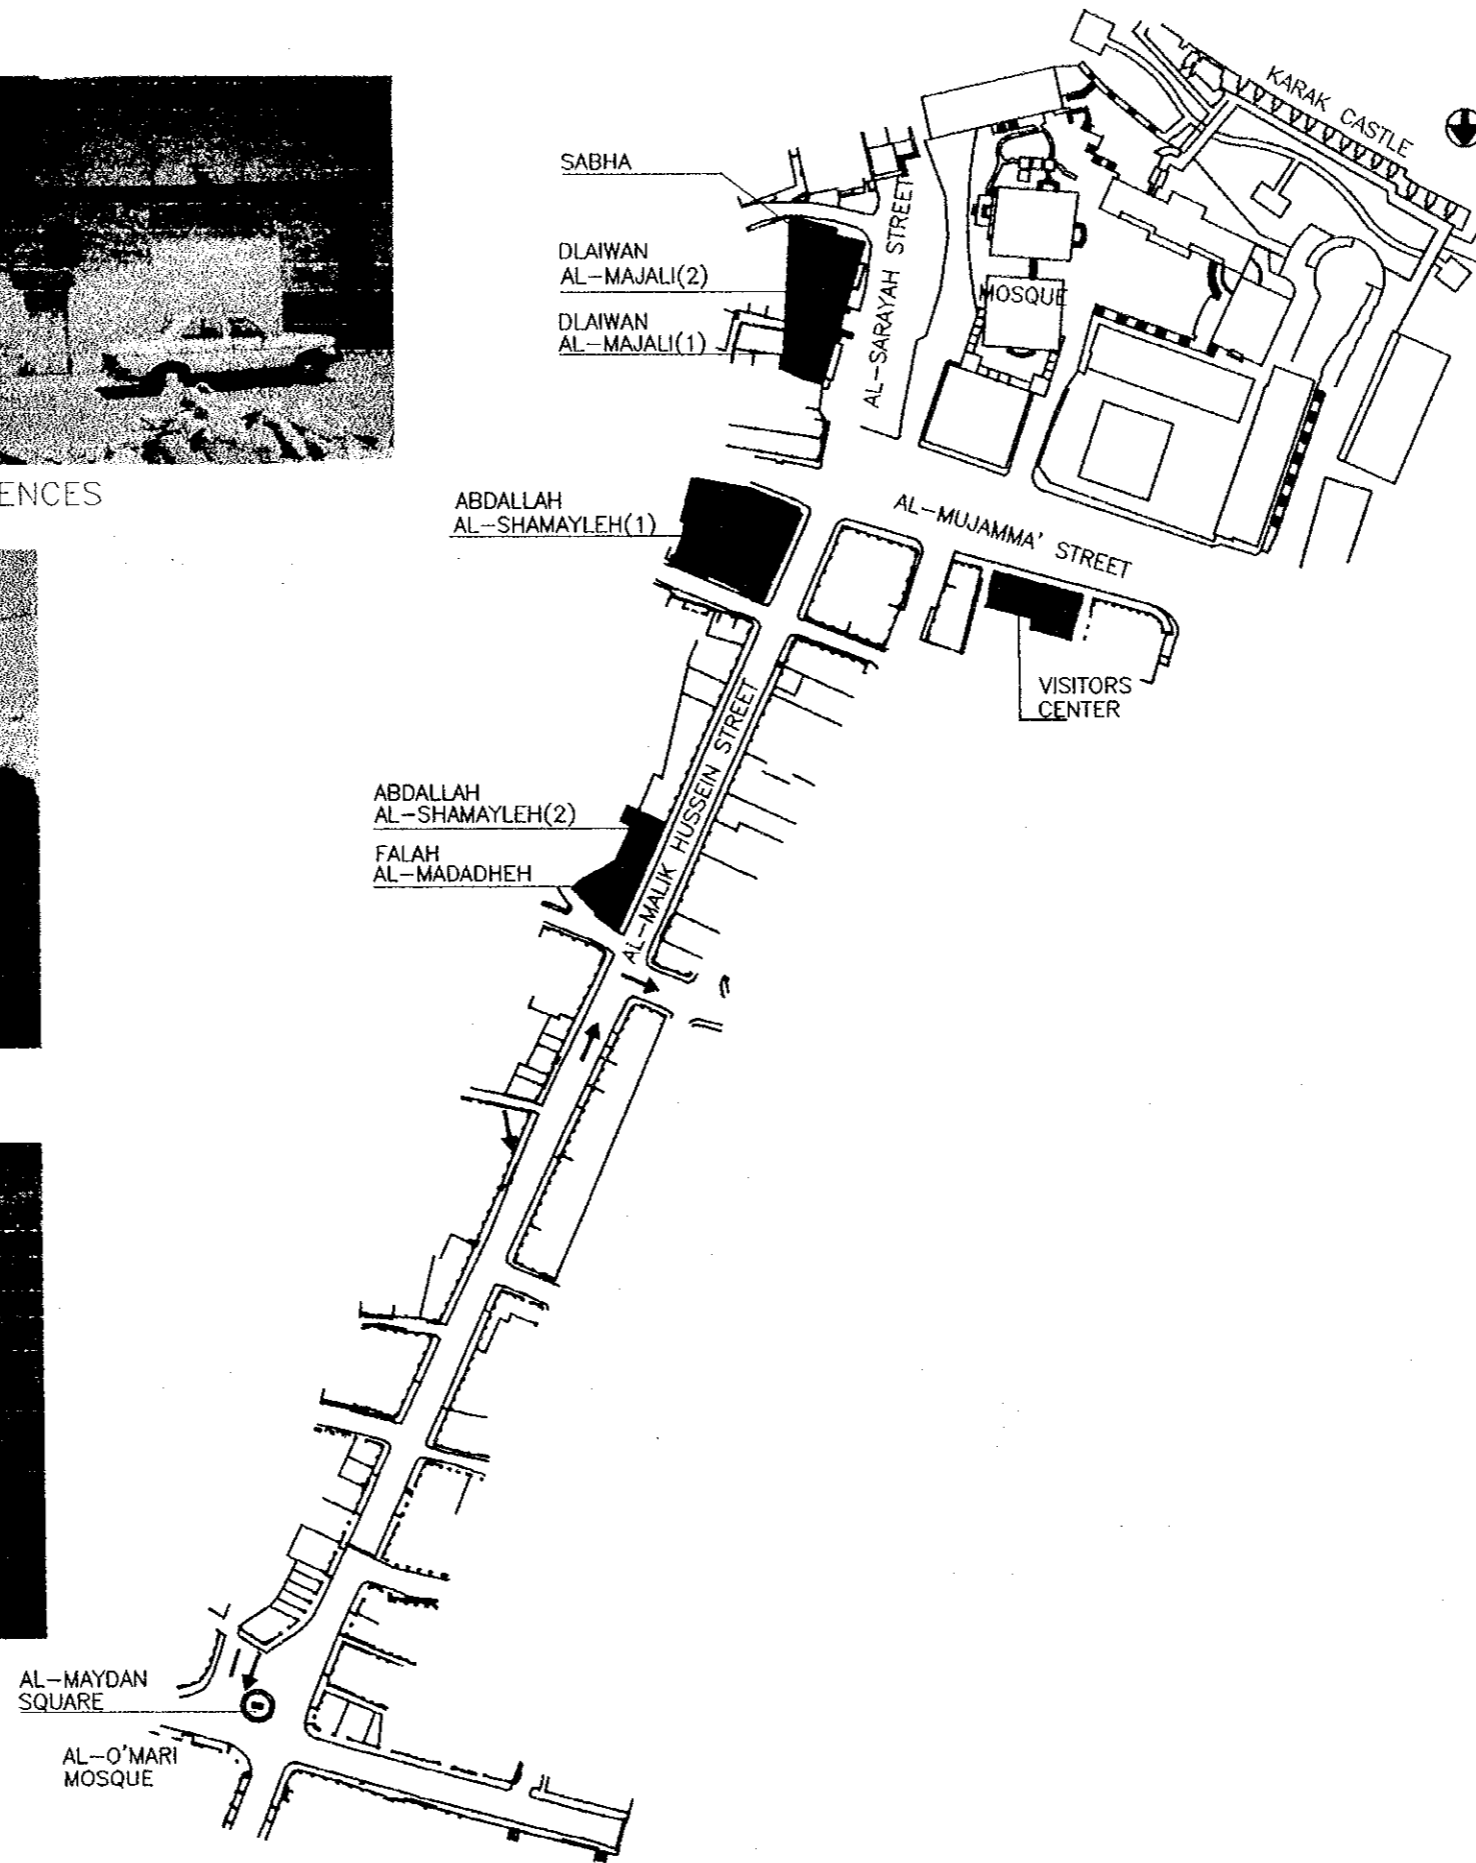 KARAK CASTLE
SABHA
DLAIWAN
AL-MAJALI(2)
DLAIWAN
AL-MAJALI(1)
AL-SARAYAH STREET
MOSQUE
ENCES
ABDALLAH
AL-SHAMAYLEH(1)
AL-MUJAMMA' STREET
VISITORS
CENTER
AL-MALIK HUSSEIN STREET
ABDALLAH
AL-SHAMAYLEH(2)
FALAH
AL-MADADHEH
AL-MAYDAN
SQUARE
AL-O'MARI
MOSQUE